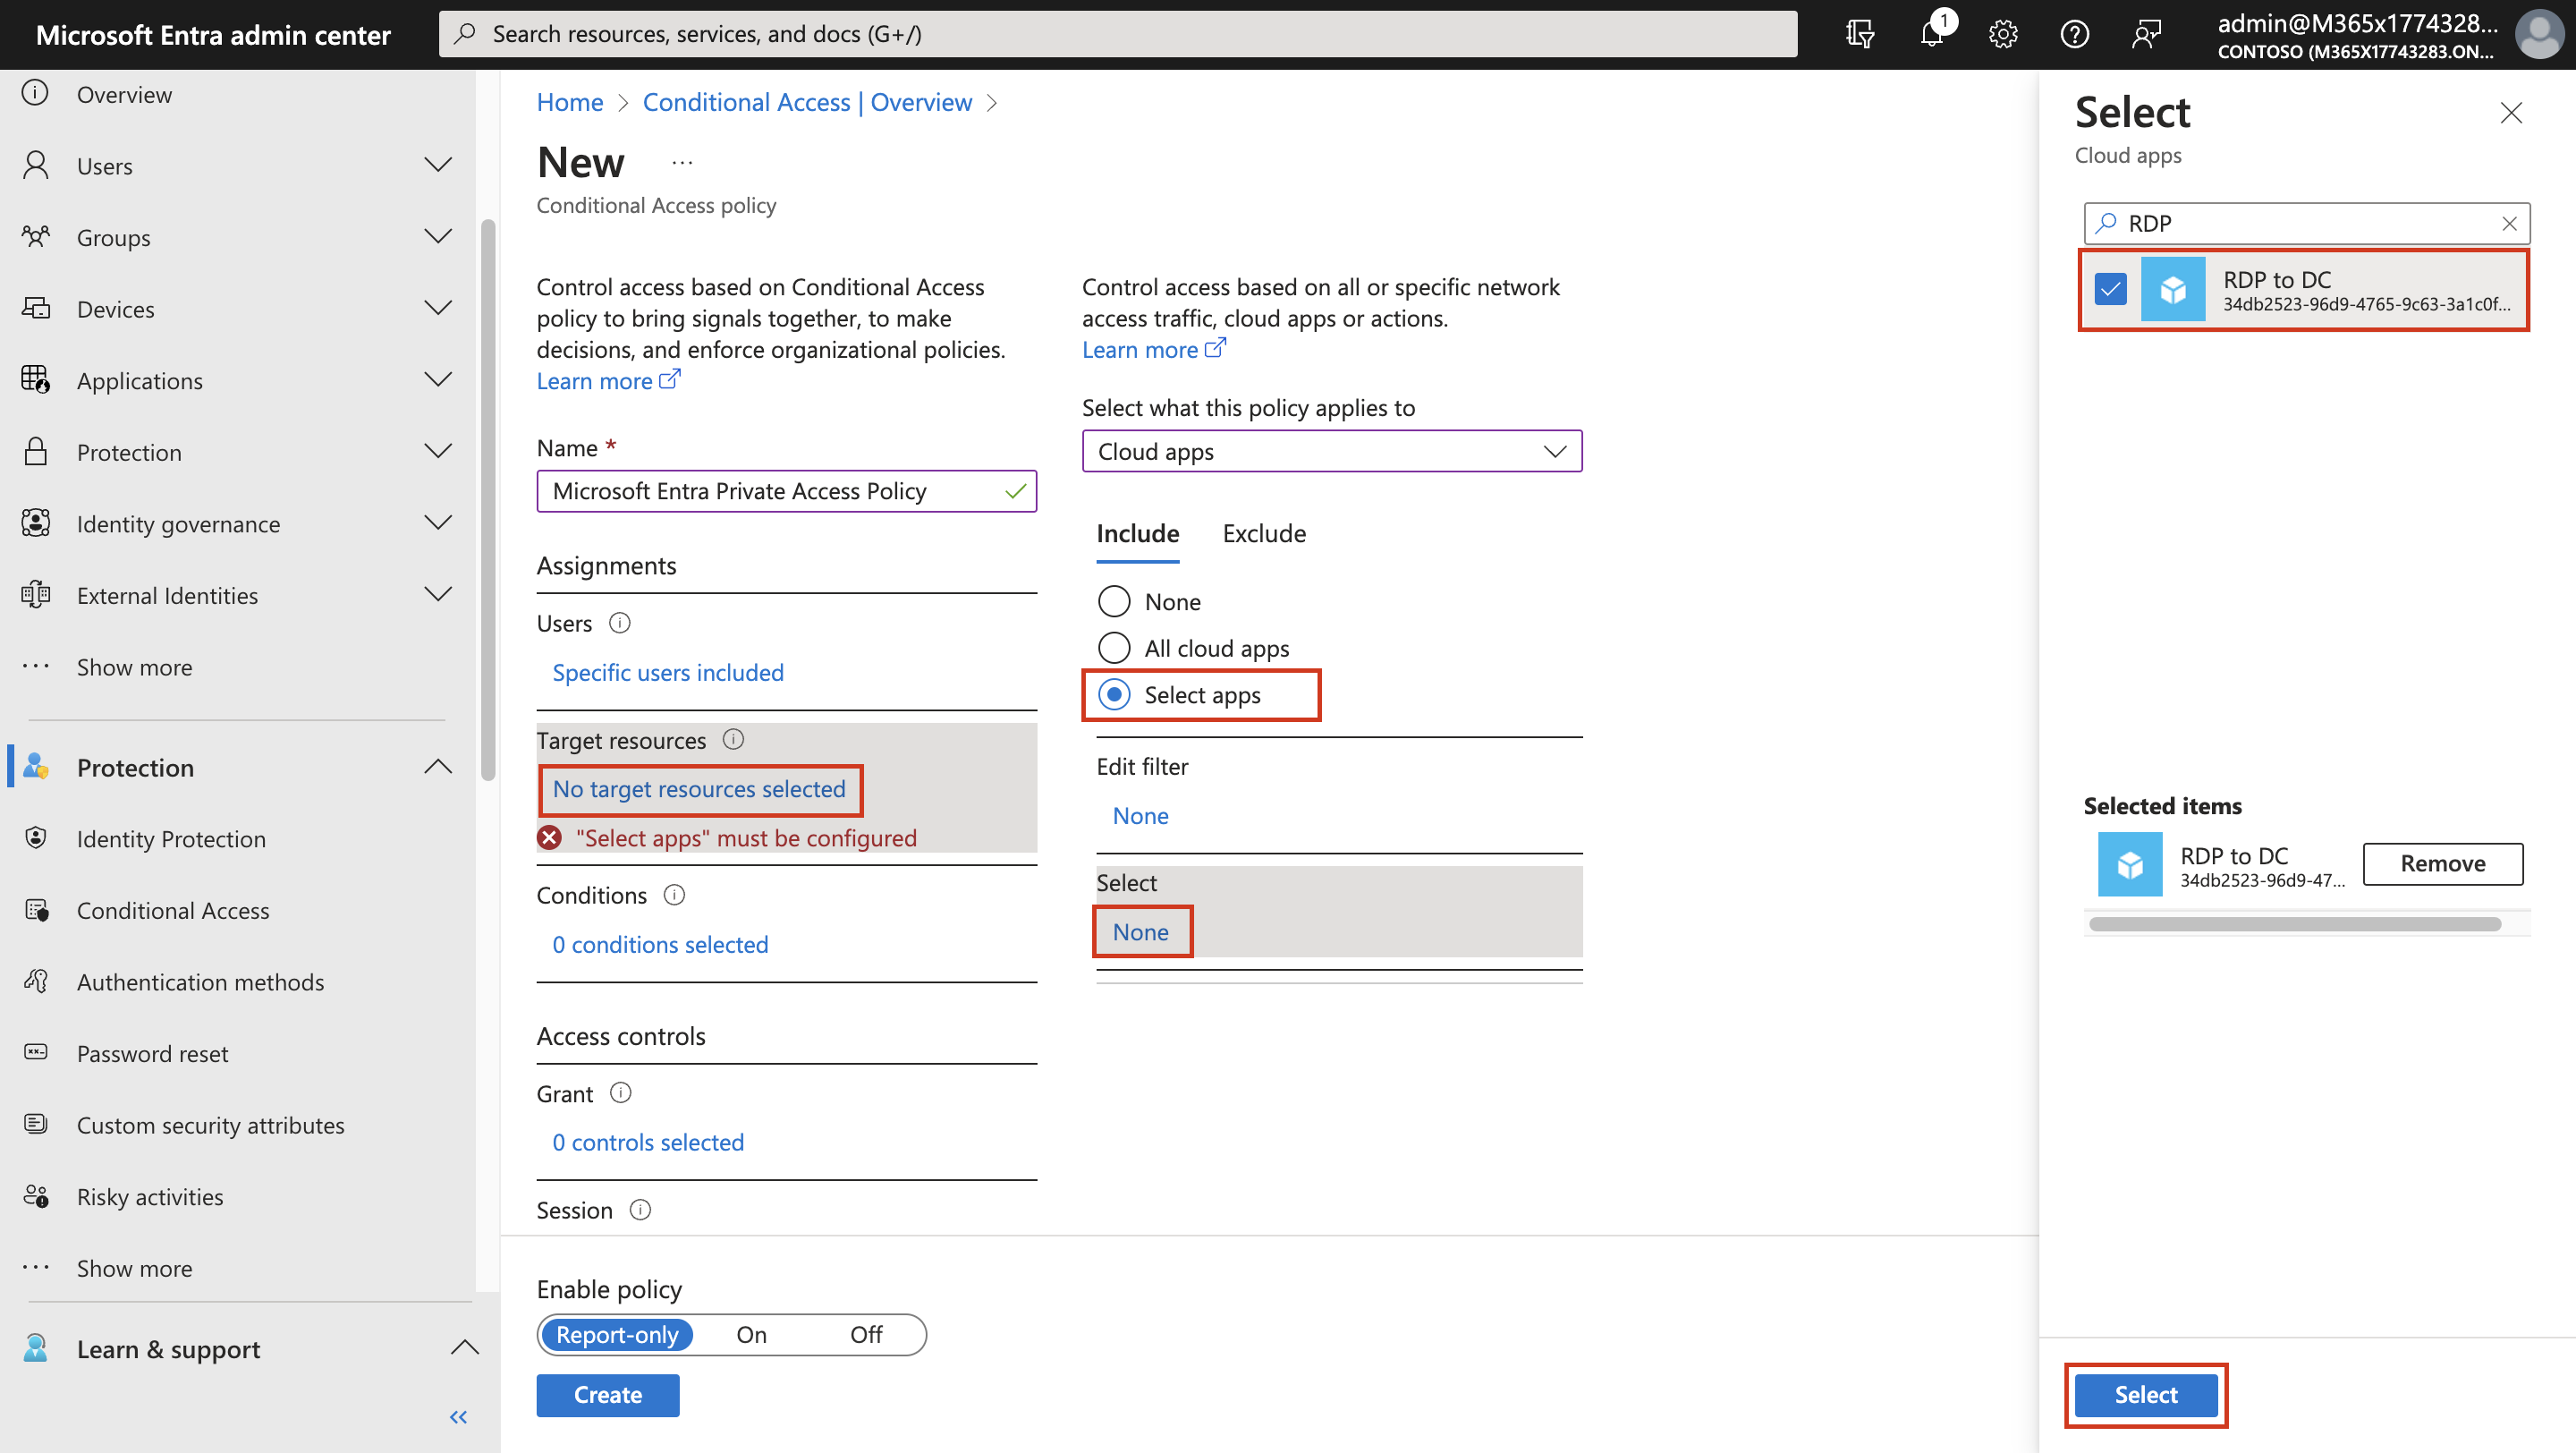 Microsoft Entra admin center
Search resources, services, and docs (G+/)
1
admin@M365x1774328...
CONTOSO (M365X17743283.ON...
Overview
Users
Groups
Devices
Applications
Protection
Identity governance
External Identities
Show more
Protection
Identity Protection
Conditional Access
Authentication methods
Password reset
Custom security attributes
Risky activities
Show more
Learn & support
Home > Conditional Access | Overview >
New ...
Conditional Access policy
Control access based on Conditional Access
policy to bring signals together, to make
decisions, and enforce organizational policies.
Learn more
Name *
Microsoft Entra Private Access Policy
Assignments
Users
Specific users included
Target resources
No target resources selected
"Select apps" must be configured
Conditions
0 conditions selected
Access controls
Grant
0 controls selected
Session
Enable policy
Report-only On Off
Create
Control access based on all or specific network
access traffic, cloud apps or actions.
Learn more
Select what this policy applies to
Cloud apps
Include Exclude
None
All cloud apps
Select apps
Edit filter
None
Select
None
Select
Cloud apps
RDP
RDP to DC
34db2523-96d9-4765-9c63-3a1c0f...
Selected items
RDP to DC
34db2523-96d9-47...
Remove
Select